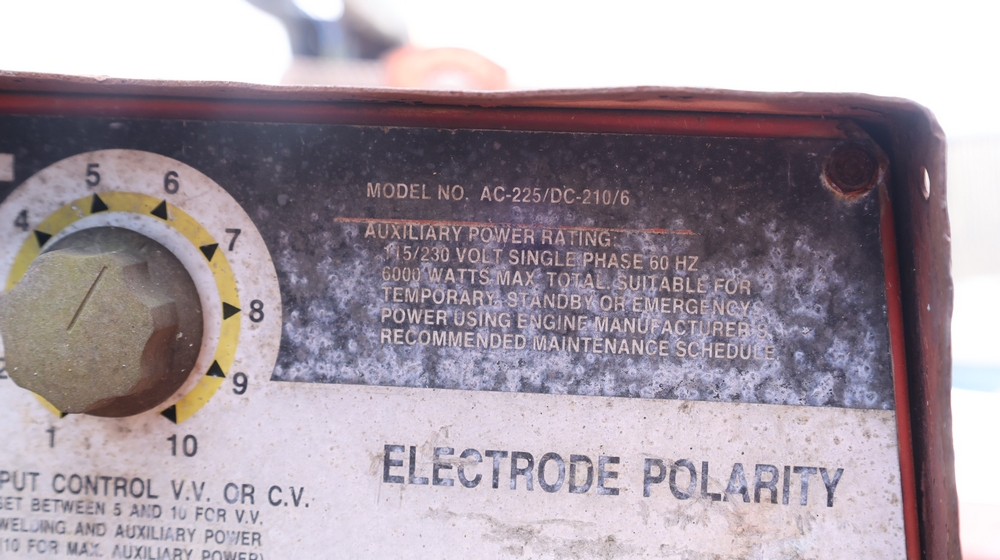 5
6
4
7
8
9
1
10
MODEL NO. AC-225/DC-210/6
AUXILIARY POWER RATING:
115/230 VOLT SINGLE PHASE 60 HZ
6000 WATTS MAX. TOTAL. SUITABLE FOR
TEMPORARY, STANDBY OR EMERGENCY
POWER USING ENGINE MANUFACTURER'S
RECOMMENDED MAINTENANCE SCHEDULE.
ELECTRODE POLARITY
PUT CONTROL V.V. OR C.V.
SET BETWEEN 5 AND 10 FOR V.V.
WELDING AND AUXILIARY POWER
(10 FOR MAX. AUXILIARY POWER)